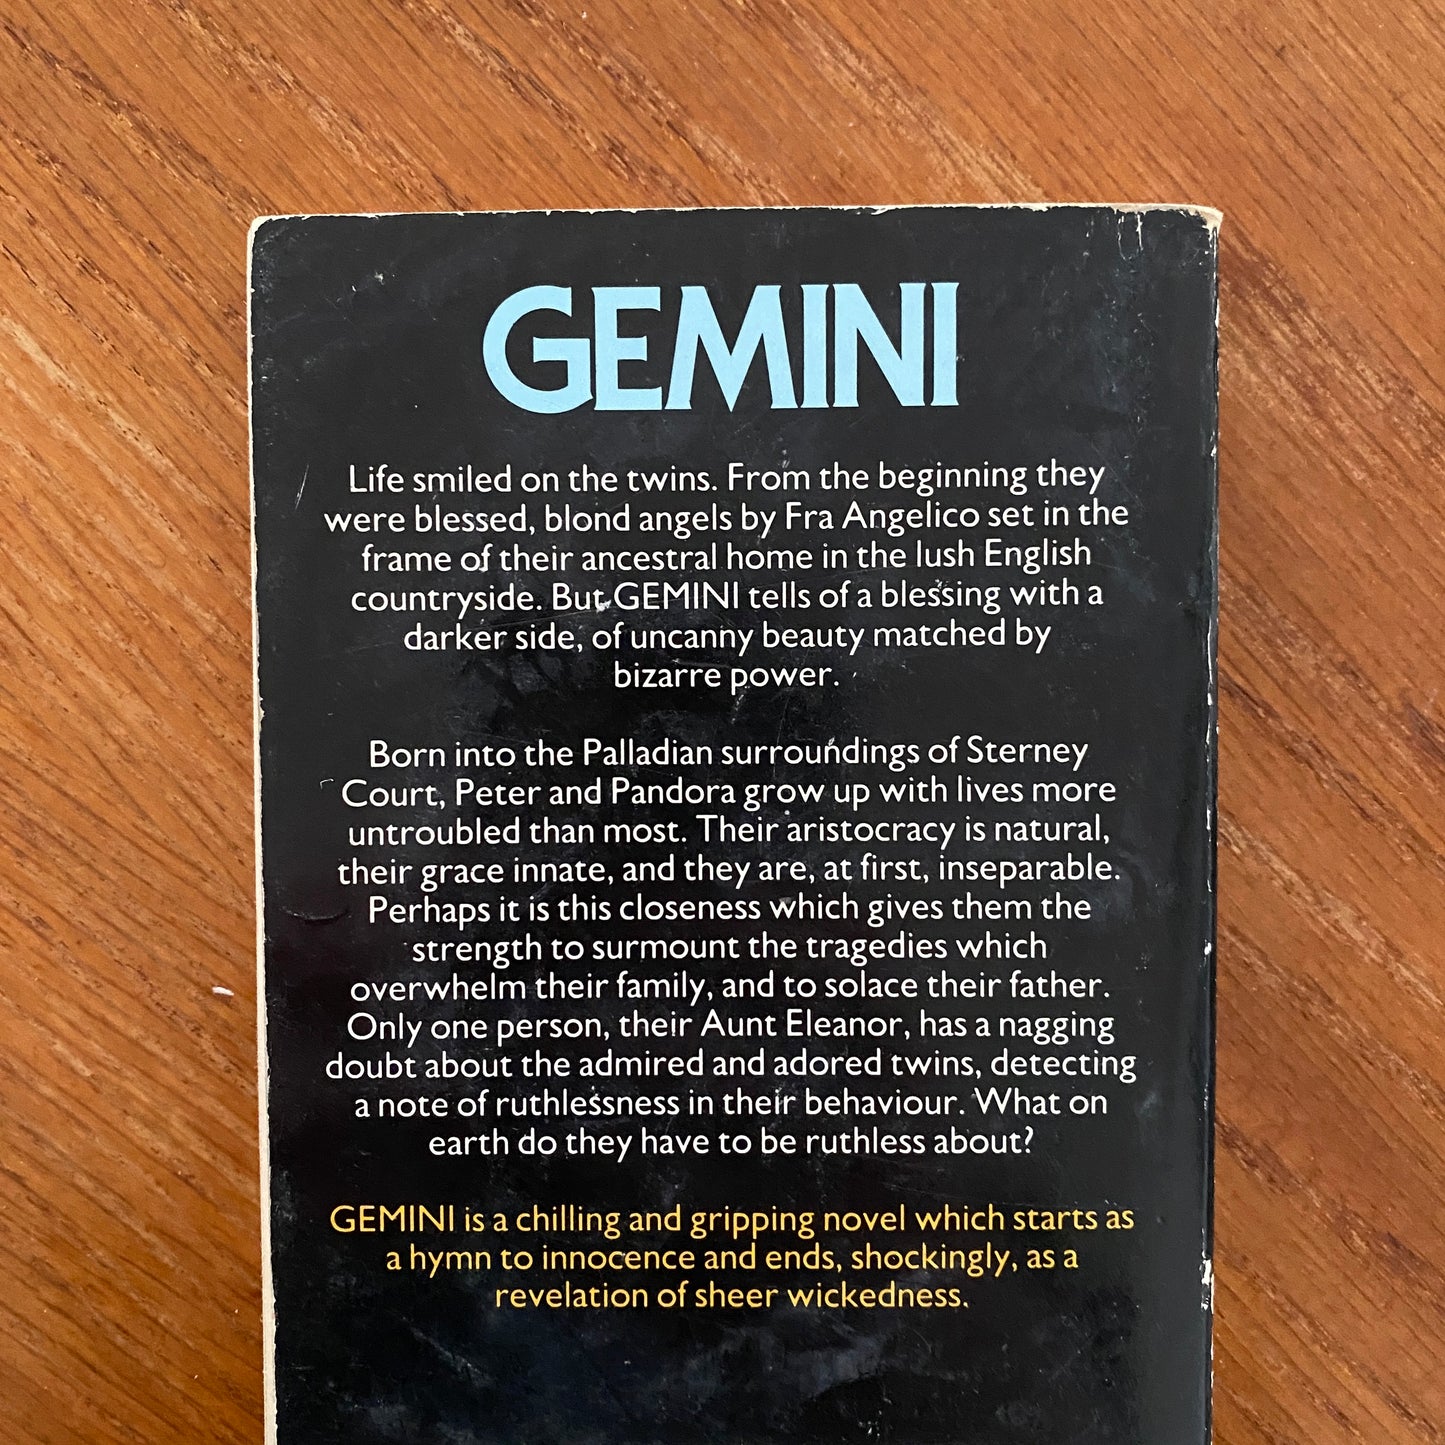 GEMINI
Life smiled on the twins. From the beginning they
were blessed, blond angels by Fra Angelico set in the
frame of their ancestral home in the lush English
countryside. But GEMINI tells of a blessing with a
darker side, of uncanny beauty matched by
bizarre power.
Born into the Palladian surroundings of Sterney
Court, Peter and Pandora grow up with lives more
untroubled than most. Their aristocracy is natural,
their grace innate, and they are, at first, inseparable.
Perhaps it is this closeness which gives them the
strength to surmount the tragedies which
overwhelm their family, and to solace their father.
Only one person, their Aunt Eleanor, has a nagging
doubt about the admired and adored twins, detecting
a note of ruthlessness in their behaviour. What on
earth do they have to be ruthless about?
GEMINI is a chilling and gripping novel which starts as
a hymn to innocence and ends, shockingly, as a
revelation of sheer wickedness.